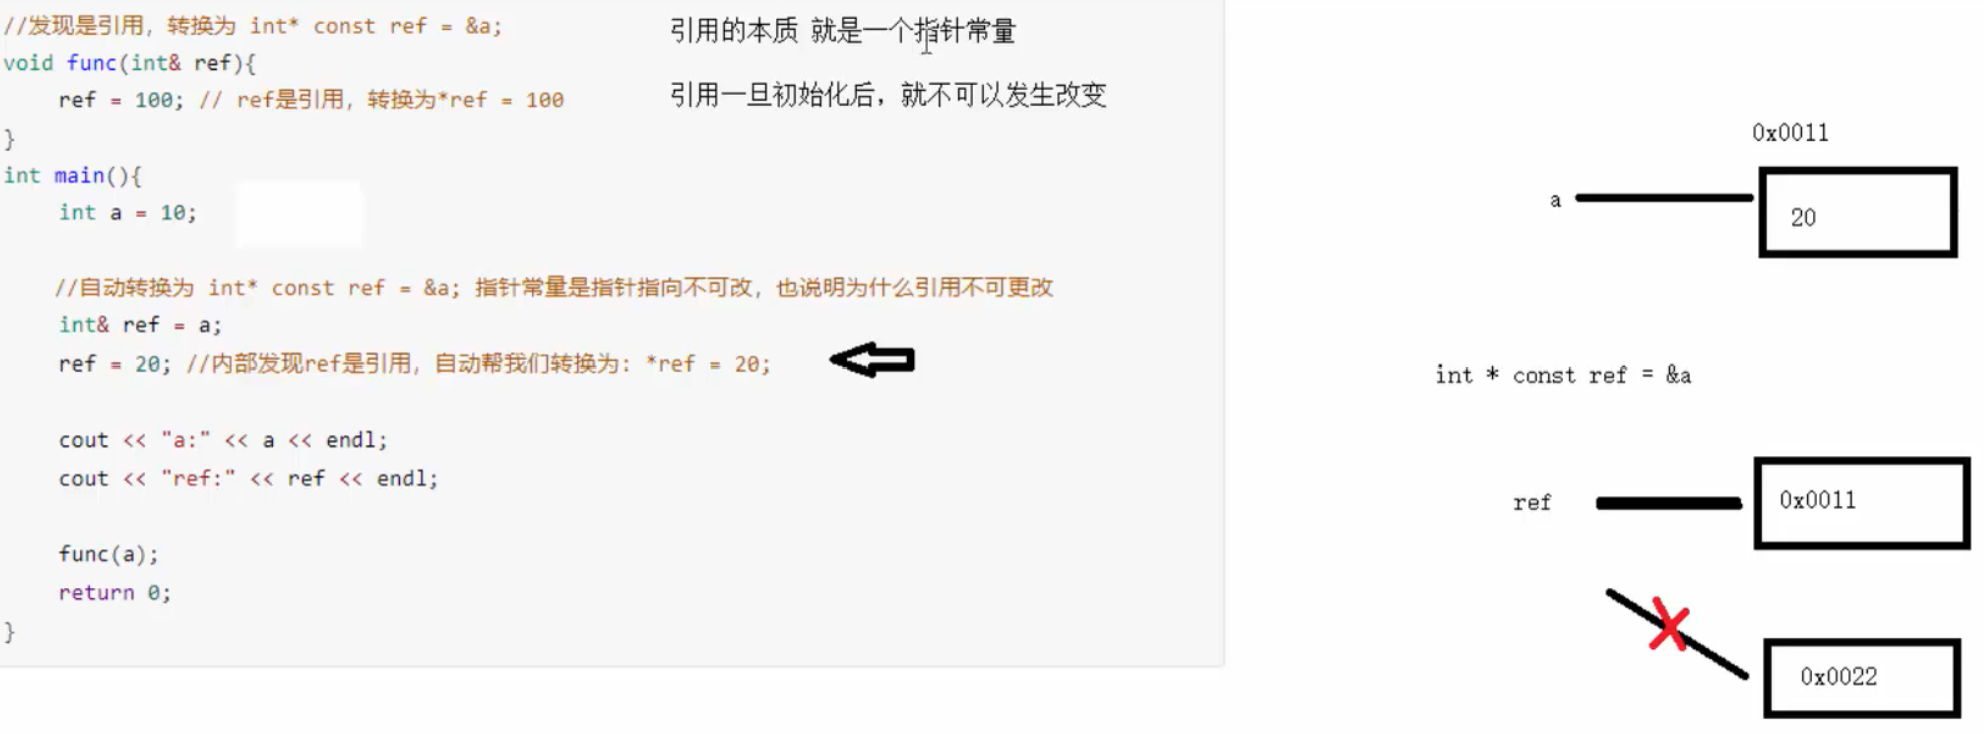 //发现是引用，转换为 int* const ref = &a;
void func(int& ref){
    ref = 100; // ref是引用，转换为*ref = 100
}
int main(){
    int a = 10;
    //自动转换为 int* const ref = &a; 指针常量是指针指向不可改，也说明为什么引用不可更改
    int& ref = a;
    ref = 20; //内部发现ref是引用，自动帮我们转换为: *ref = 20;
    cout << "a:" << a << endl;
    cout << "ref:" << ref << endl;
    func(a);
    return 0;
}
引用的本质 就是一个指针常量
引用一旦初始化后，就不可以发生改变
0x0011
a
20
int * const ref = &a
ref
0x0011
0x0022